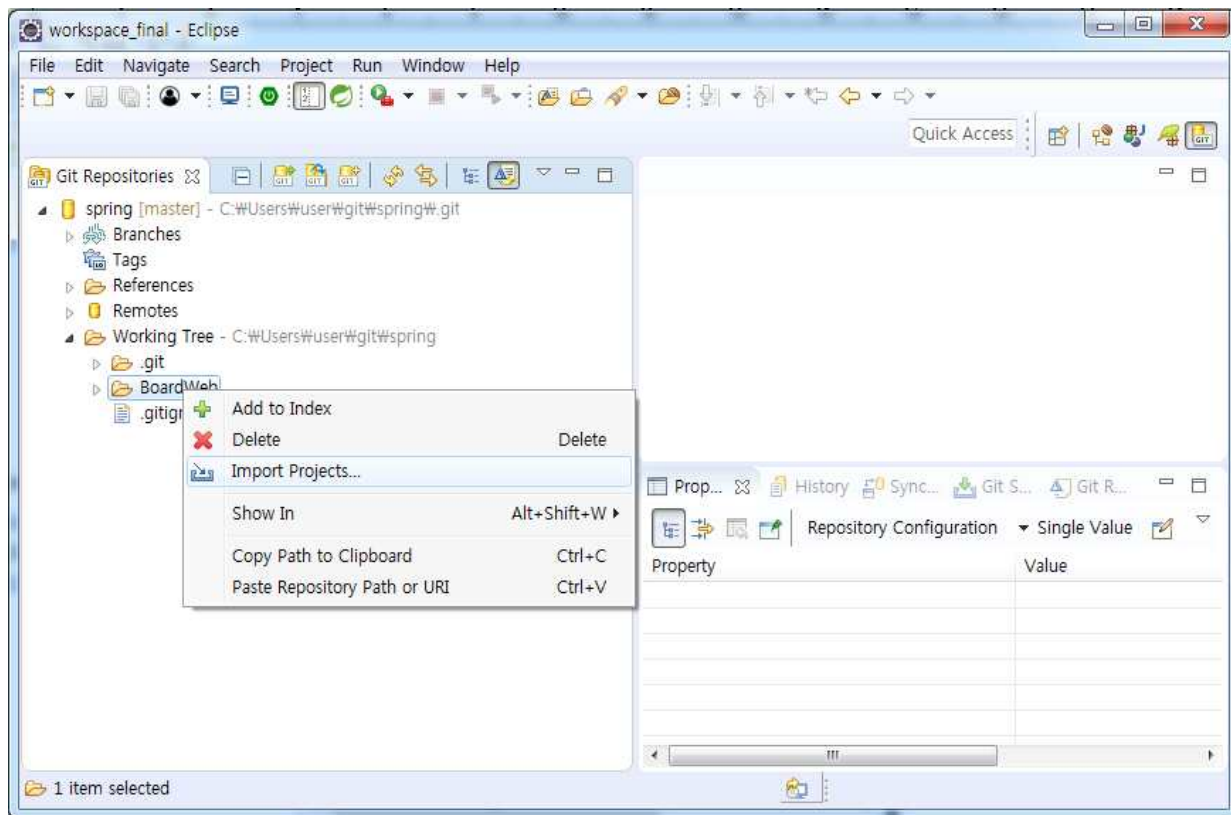 workspace_final - Eclipse
File Edit Navigate Search Project Run Window Help
Quick Access
Git Repositories
spring [master] - C:₩Users₩user₩git₩spring₩.git
Branches
Tags
References
Remotes
Working Tree - C:₩Users₩user₩git₩spring
.git
BoardWeb
.gitigr
Add to Index
Delete Delete
Import Projects...
Show In Alt+Shift+W
Copy Path to Clipboard Ctrl+C
Paste Repository Path or URI Ctrl+V
Prop... History Sync... Git S... Git R...
Repository Configuration Single Value
Property Value
1 item selected